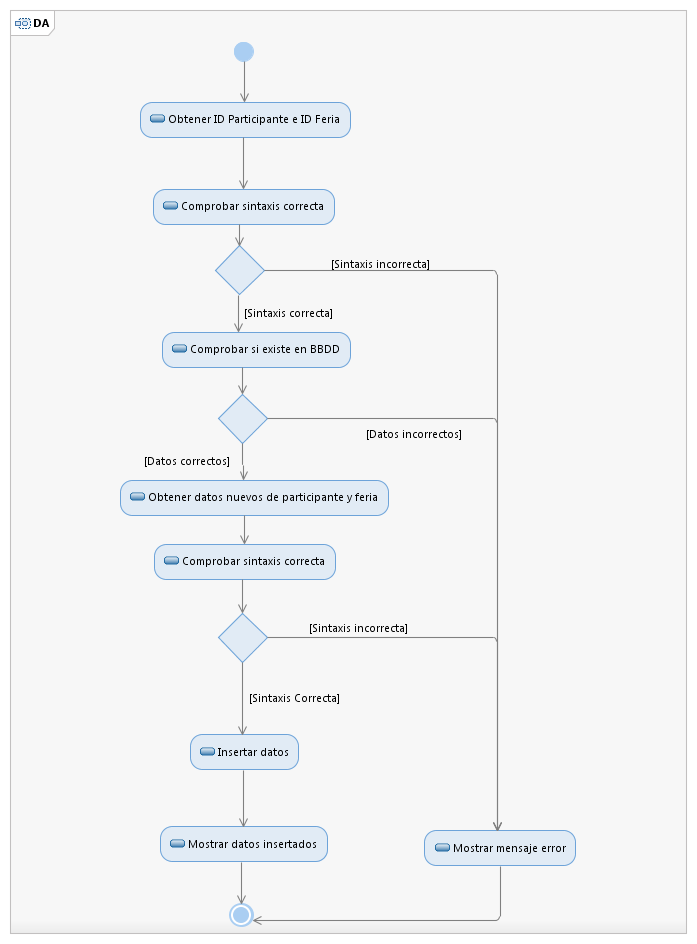 DA
Obtener ID Participante e ID Feria
Comprobar sintaxis correcta
[Sintaxis incorrecta]
[Sintaxis correcta]
Comprobar si existe en BBDD
[Datos incorrectos]
[Datos correctos]
Obtener datos nuevos de participante y feria
Comprobar sintaxis correcta
[Sintaxis incorrecta]
[Sintaxis Correcta]
Insertar datos
Mostrar datos insertados
Mostrar mensaje error